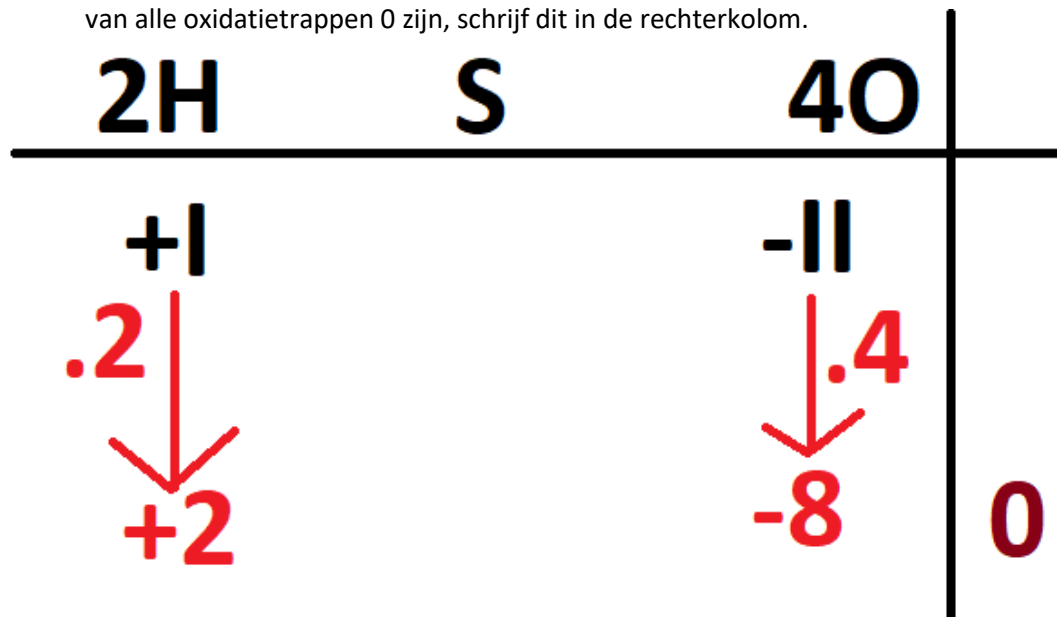 van alle oxidatietrappen 0 zijn, schrijf dit in de rechterkolom.
2H S 4O
+I -II
.2 .4
+2 -8 0